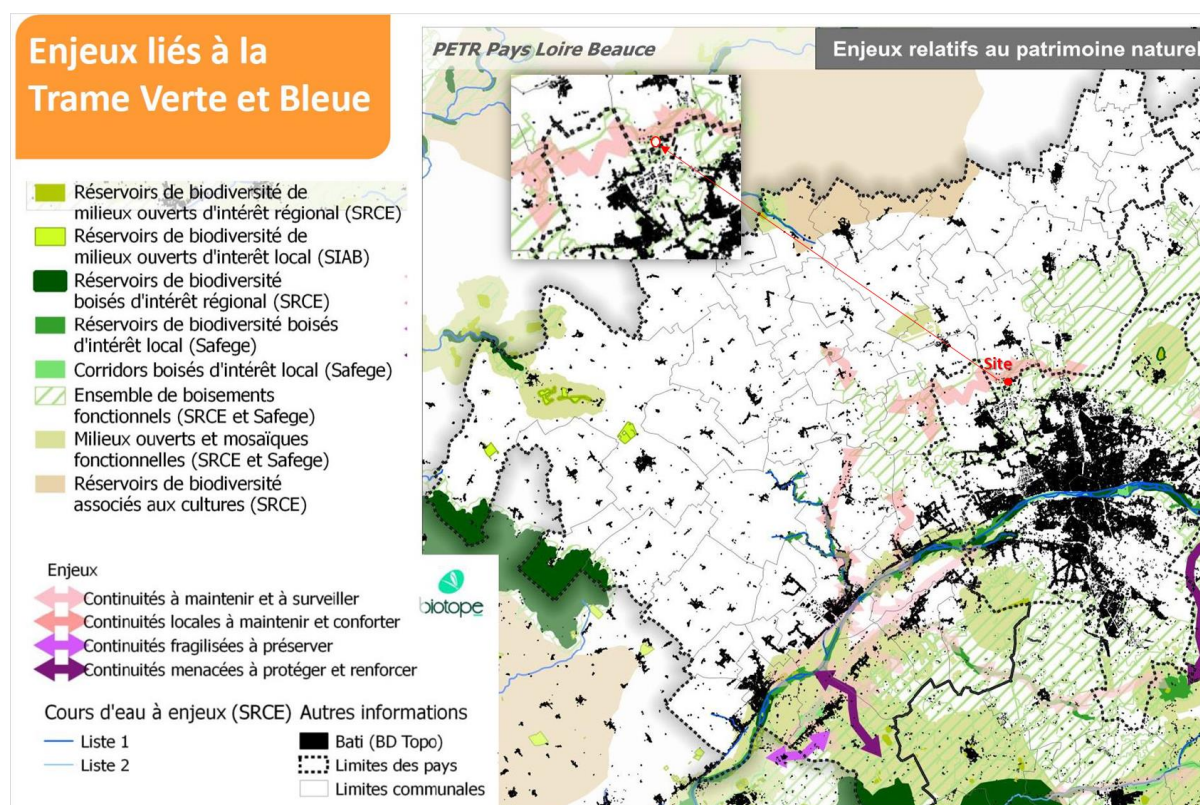 Enjeux liés à la
Trame Verte et Bleue
PETR Pays Loire Beauce
Enjeux relatifs au patrimoine naturel
Réservoirs de biodiversité de
milieux ouverts d'intérêt régional (SRCE)
Réservoirs de biodiversité de
milieux ouverts d'interêt local (SIAB)
Réservoirs de biodiversité
boisés d'intérêt régional (SRCE)
Réservoirs de biodiversité boisés
d'intérêt local (Safege)
Corridors boisés d'intérêt local (Safege)
Ensemble de boisements
fonctionnels (SRCE et Safege)
Milieux ouverts et mosaïques
fonctionnelles (SRCE et Safege)
Réservoirs de biodiversité
associés aux cultures (SRCE)
Enjeux
Continuités à maintenir et à surveiller
Continuités locales à maintenir et conforter
Continuités fragilisées à préserver
Continuités menacées à protéger et renforcer
Cours d'eau à enjeux (SRCE)
Liste 1
Liste 2
Autres informations
Bati (BD Topo)
Limites des pays
Limites communales
biotope
Site